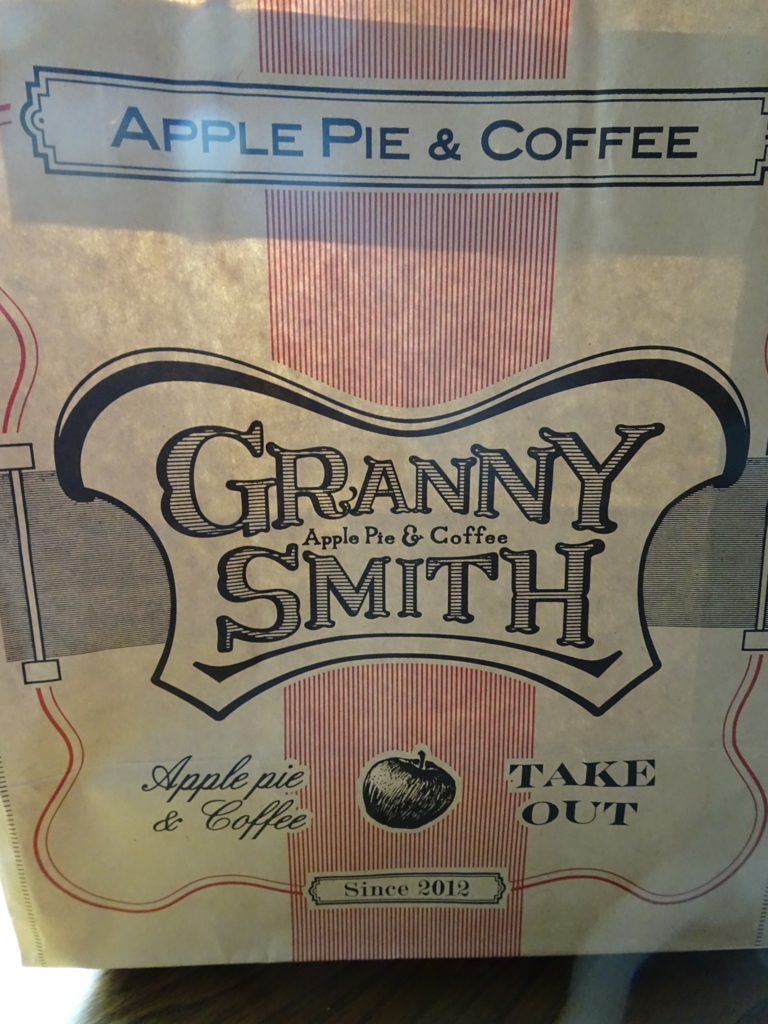 APPLE PIE & COFFEE
GRANNY
Apple Pie & Coffee
SMITH
Apple pie
& Coffee
TAKE
OUT
Since 2012